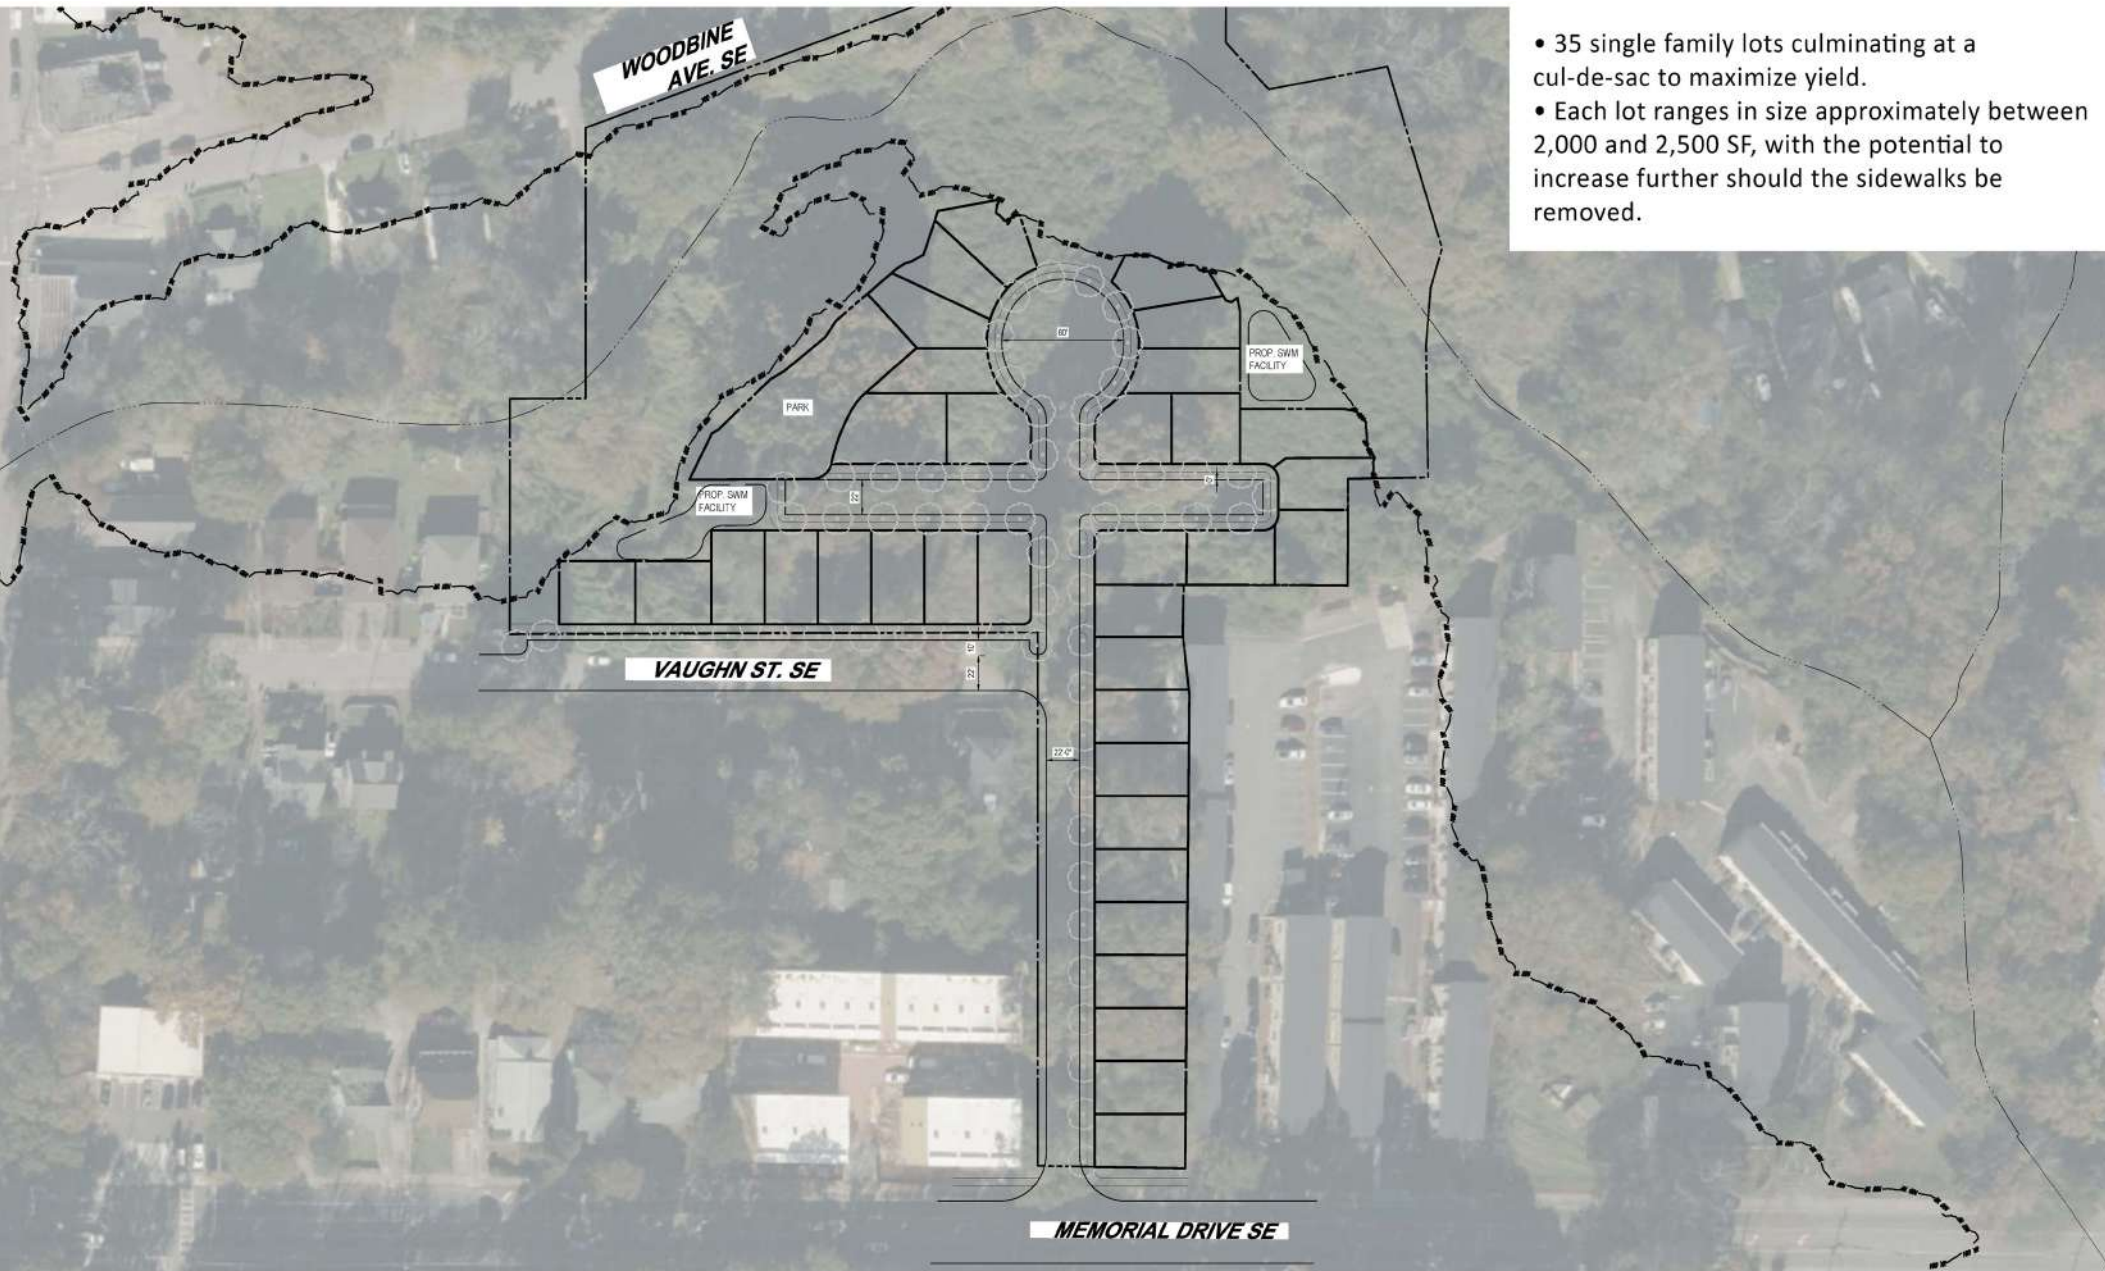 WOODBINE
AVE. SE
• 35 single family lots culminating at a
cul-de-sac to maximize yield.
• Each lot ranges in size approximately between
2,000 and 2,500 SF, with the potential to
increase further should the sidewalks be
removed.
80'
PROP. SWM
FACILITY
PARK
PROP. SWM
FACILITY
22'
VAUGHN ST. SE
22'
MEMORIAL DRIVE SE